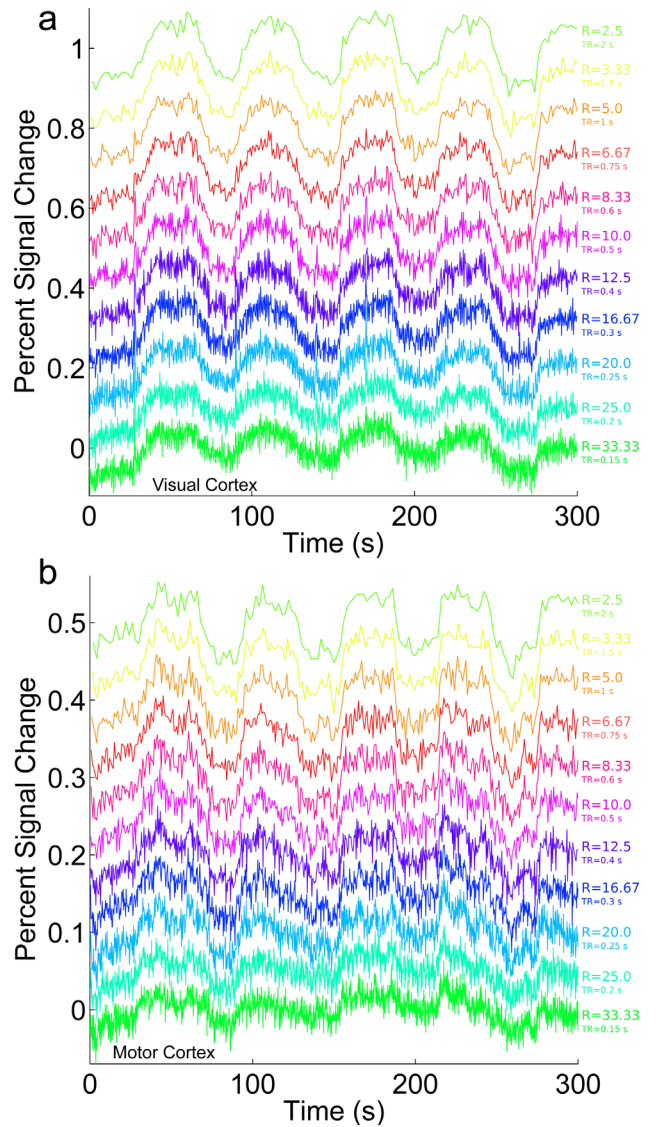 a
Percent Signal Change
1
0.8
0.6
0.4
0.2
0
R=2.5
TR=2 s
R=3.33
TR=1.5 s
R=5.0
TR=1 s
R=6.67
TR=0.75 s
R=8.33
TR=0.6 s
R=10.0
TR=0.5 s
R=12.5
TR=0.4 s
R=16.67
TR=0.3 s
R=20.0
TR=0.25 s
R=25.0
TR=0.2 s
R=33.33
TR=0.15 s
Visual Cortex
0 100 200 300
Time (s)
b
Percent Signal Change
0.5
0.4
0.3
0.2
0.1
0
R=2.5
TR=2 s
R=3.33
TR=1.5 s
R=5.0
TR=1 s
R=6.67
TR=0.75 s
R=8.33
TR=0.6 s
R=10.0
TR=0.5 s
R=12.5
TR=0.4 s
R=16.67
TR=0.3 s
R=20.0
TR=0.25 s
R=25.0
TR=0.2 s
R=33.33
TR=0.15 s
Motor Cortex
0 100 200 300
Time (s)